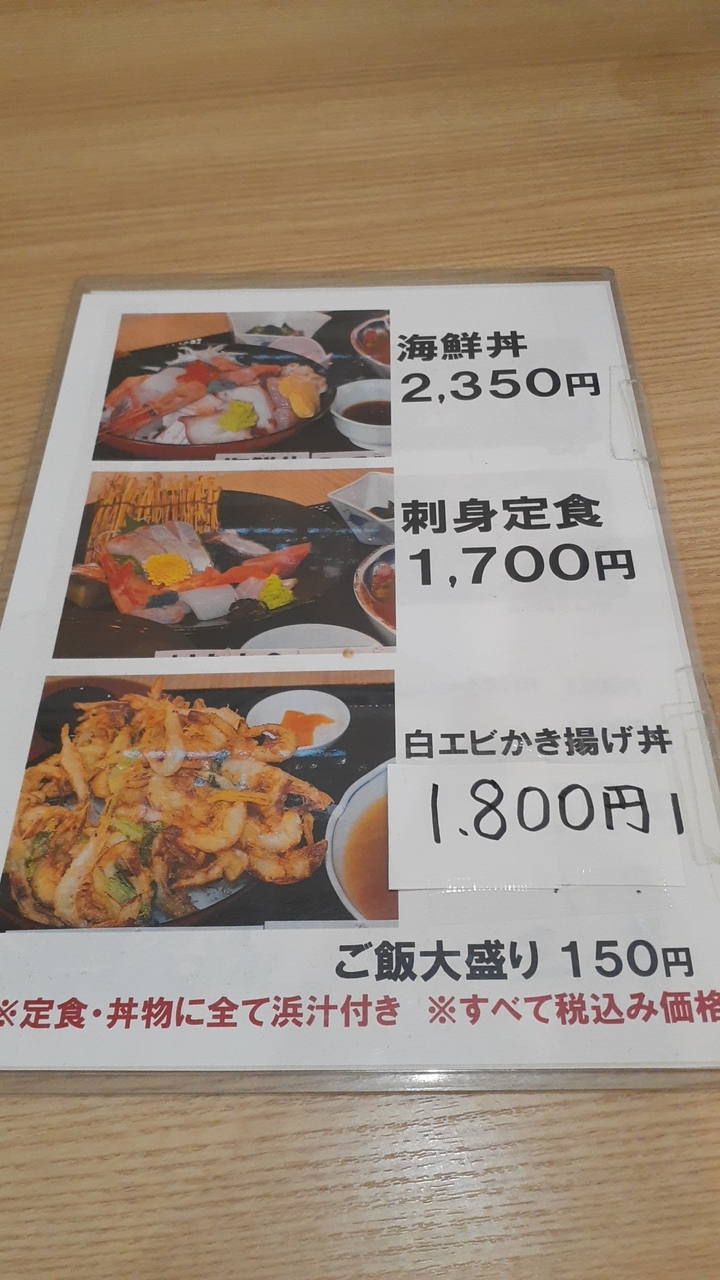 海鮮丼
2,350円
刺身定食
1,700円
白エビかき揚げ丼
1.800円
ご飯大盛り 150円
※定食・丼物に全て浜汁付き ※すべて税込み価格